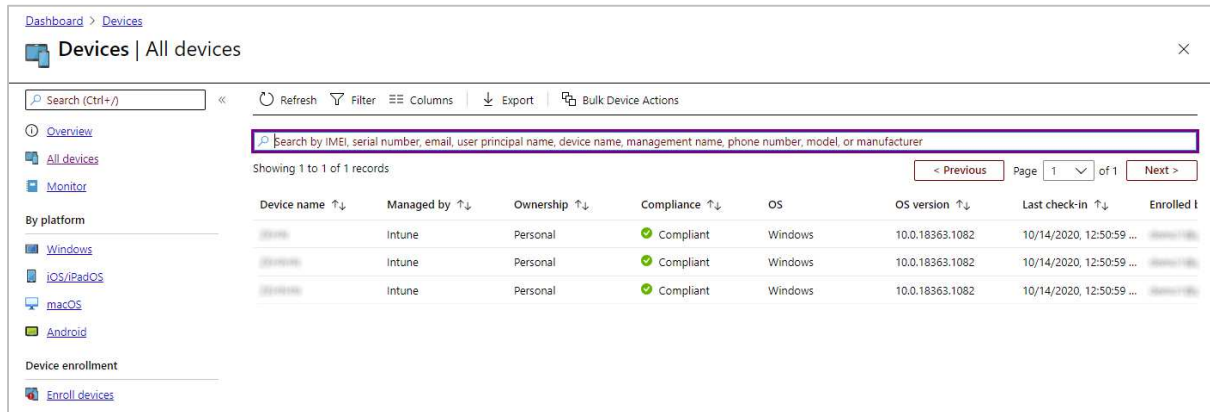 Dashboard > Devices
Devices | All devices
Search (Ctrl+/)
«
Refresh Filter Columns Export Bulk Device Actions
Overview
All devices
Monitor
By platform
Windows
iOS/iPadOS
macOS
Android
Device enrollment
Enroll devices
Search by IMEI, serial number, email, user principal name, device name, management name, phone number, model, or manufacturer
Showing 1 to 1 of 1 records
< Previous Page 1 of 1 Next >
Device name ↑↓ Managed by ↑↓ Ownership ↑↓ Compliance ↑↓ OS OS version ↑↓ Last check-in ↑↓ Enrolled
Intune Personal Compliant Windows 10.0.18363.1082 10/14/2020, 12:50:59 ...
Intune Personal Compliant Windows 10.0.18363.1082 10/14/2020, 12:50:59 ...
Intune Personal Compliant Windows 10.0.18363.1082 10/14/2020, 12:50:59 ...